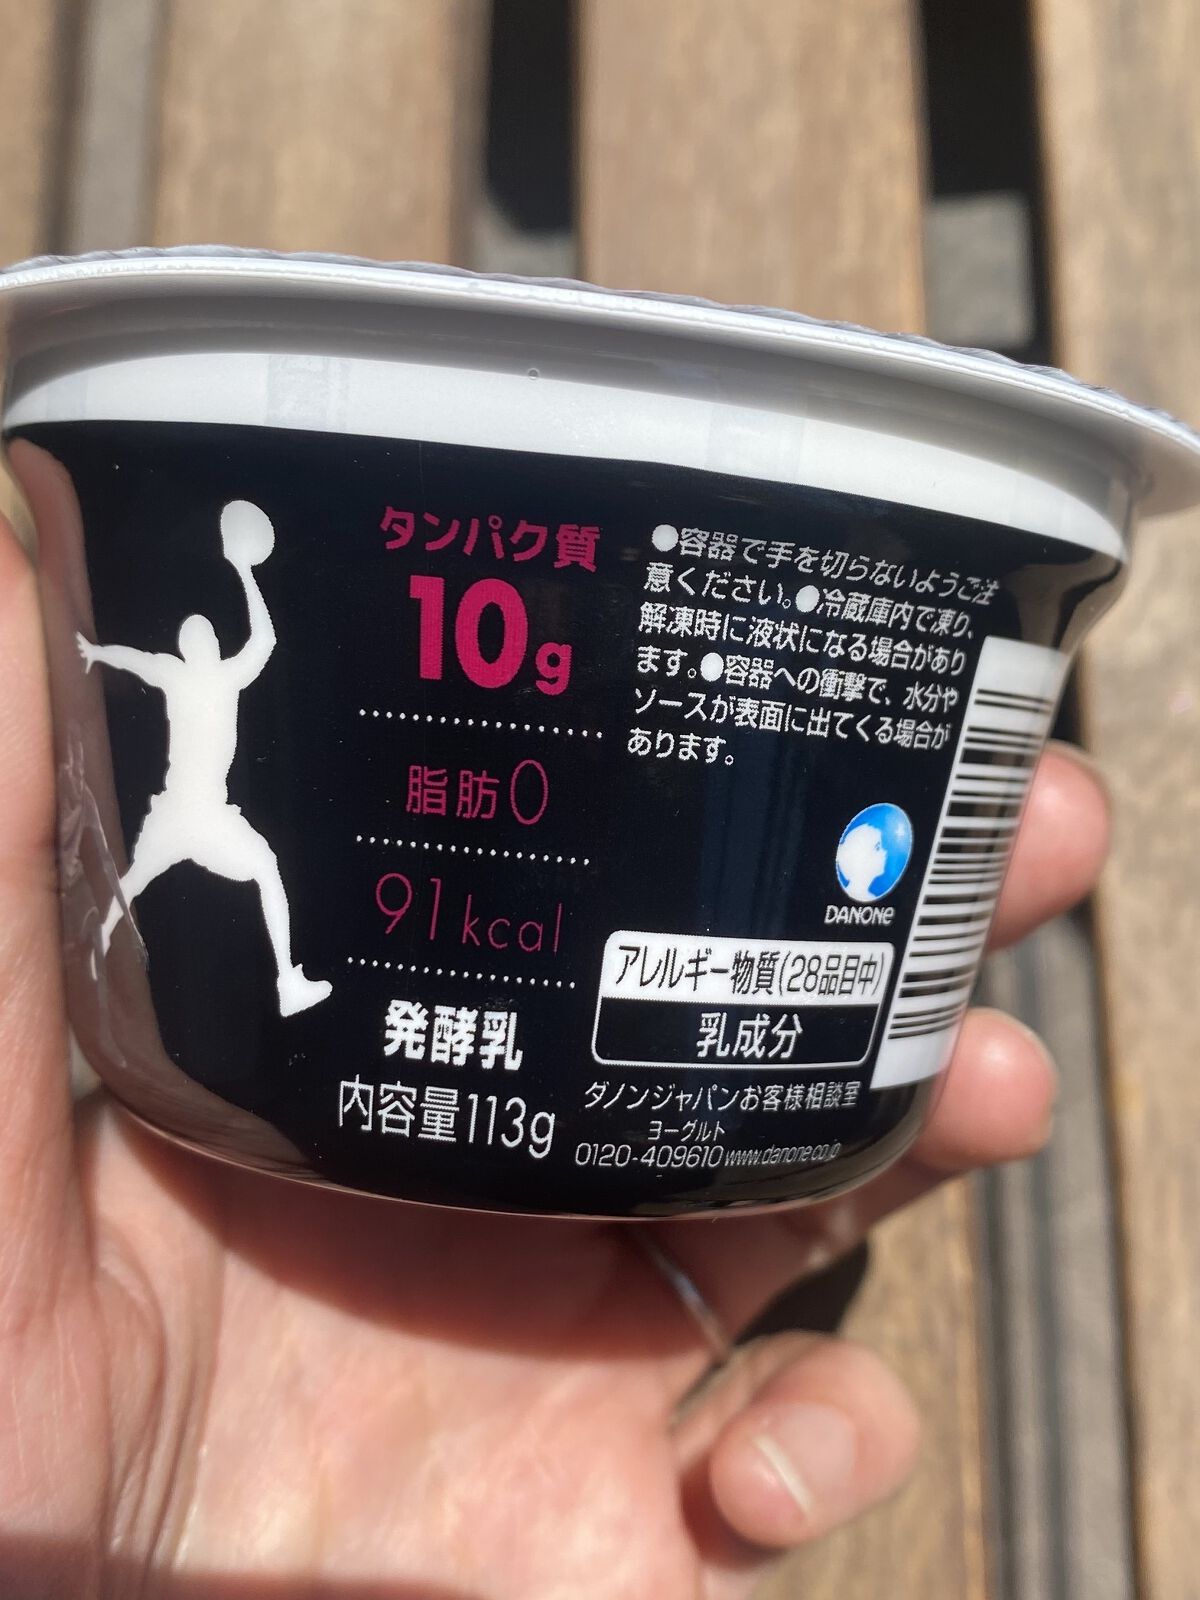 タンパク質
10g
脂肪0
91kcal
発酵乳
内容量113g
●容器で手を切らないようご注
意ください。●冷蔵庫内で凍り、
解凍時に液状になる場合があり
ます。●容器への衝撃で、水分や
ソースが表面に出てくる場合が
あります。
DANONE
アレルギー物質(28品目中)
乳成分
ダノンジャパンお客様相談室
ヨーグルト
0120-409610 www.danone.co.jp